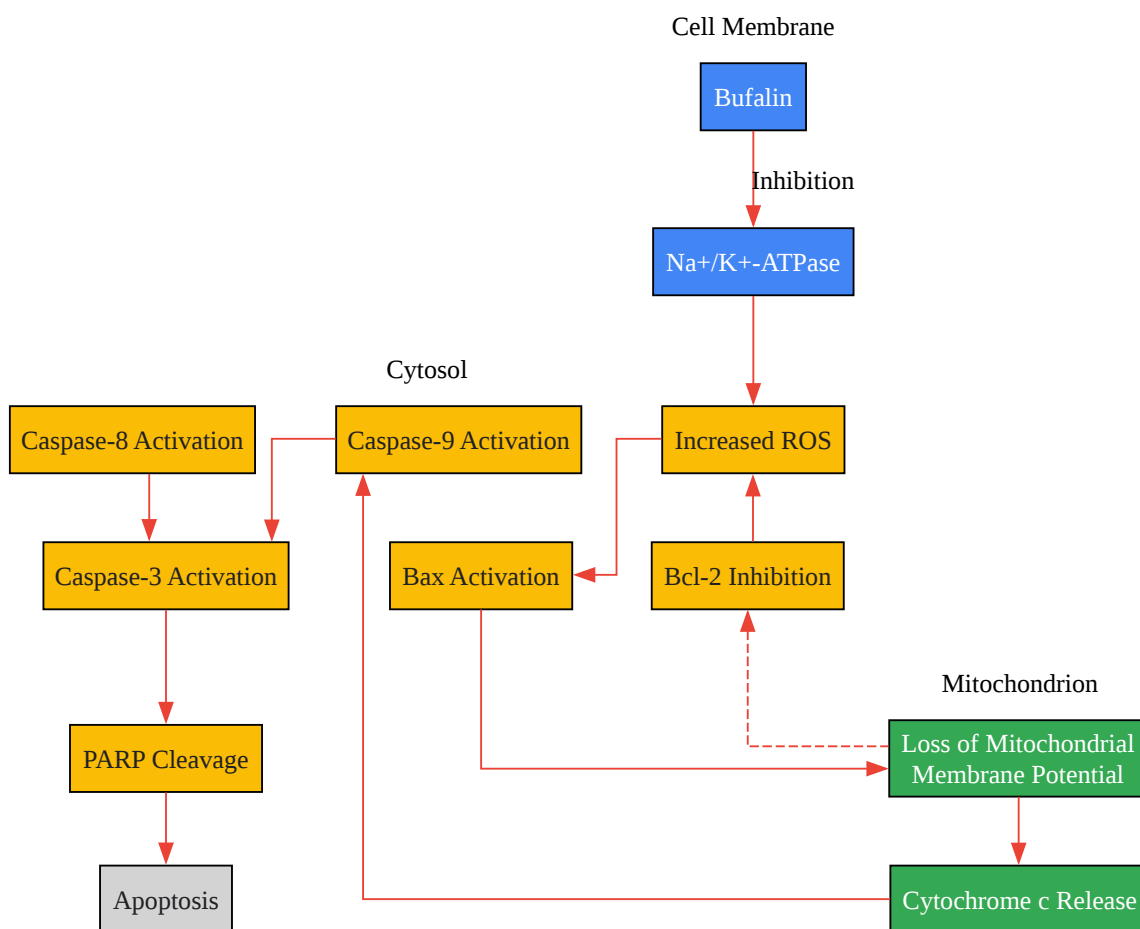 Cell Membrane
Bufalin
Inhibition
Na+/K+-ATPase
Cytosol
Caspase-8 Activation
Caspase-9 Activation
Increased ROS
Caspase-3 Activation
Bax Activation
Bcl-2 Inhibition
Mitochondrion
PARP Cleavage
Loss of Mitochondrial
Membrane Potential
Apoptosis
Cytochrome c Release